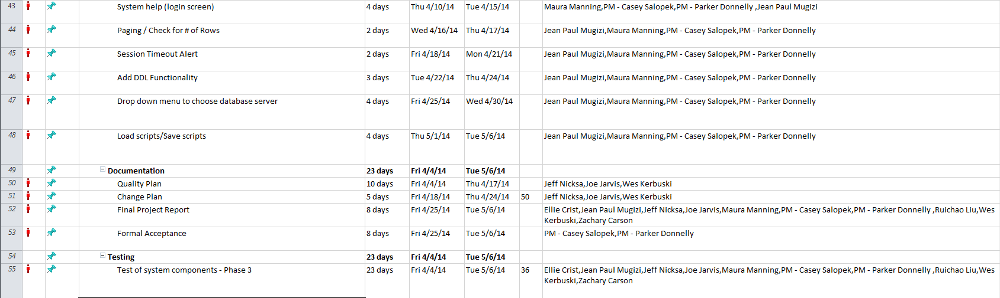 43 System help (login screen) 4 days Thu 4/10/14 Tue 4/15/14 Maura Manning,PM - Casey Salopek,PM - Parker Donnelly ,Jean Paul Mugizi
44 Paging / Check for # of Rows 2 days Wed 4/16/14 Thu 4/17/14 Jean Paul Mugizi,Maura Manning,PM - Casey Salopek,PM - Parker Donnelly
45 Session Timeout Alert 2 days Fri 4/18/14 Mon 4/21/14 Jean Paul Mugizi,Maura Manning,PM - Casey Salopek,PM - Parker Donnelly
46 Add DDL Functionality 3 days Tue 4/22/14 Thu 4/24/14 Jean Paul Mugizi,Maura Manning,PM - Casey Salopek,PM - Parker Donnelly
47 Drop down menu to choose database server 4 days Fri 4/25/14 Wed 4/30/14 Jean Paul Mugizi,Maura Manning,PM - Casey Salopek,PM - Parker Donnelly
48 Load scripts/Save scripts 4 days Thu 5/1/14 Tue 5/6/14 Jean Paul Mugizi,Maura Manning,PM - Casey Salopek,PM - Parker Donnelly
49 Documentation 23 days Fri 4/4/14 Tue 5/6/14
50 Quality Plan 10 days Fri 4/4/14 Thu 4/17/14 Jeff Nicksa,Joe Jarvis,Wes Kerbuski
51 Change Plan 5 days Fri 4/18/14 Thu 4/24/14 50 Jeff Nicksa,Joe Jarvis,Wes Kerbuski
52 Final Project Report 8 days Fri 4/25/14 Tue 5/6/14 Ellie Crist,Jean Paul Mugizi,Jeff Nicksa,Joe Jarvis,Maura Manning,PM - Casey Salopek,PM - Parker Donnelly ,Ruichao Liu,Wes
Kerbuski,Zachary Carson
53 Formal Acceptance 8 days Fri 4/25/14 Tue 5/6/14 PM - Casey Salopek,PM - Parker Donnelly
54 Testing 23 days Fri 4/4/14 Tue 5/6/14
55 Test of system components - Phase 3 23 days Fri 4/4/14 Tue 5/6/14 36 Ellie Crist,Jean Paul Mugizi,Jeff Nicksa,Joe Jarvis,Maura Manning,PM - Casey Salopek,PM - Parker Donnelly ,Ruichao Liu,Wes
Kerbuski,Zachary Carson